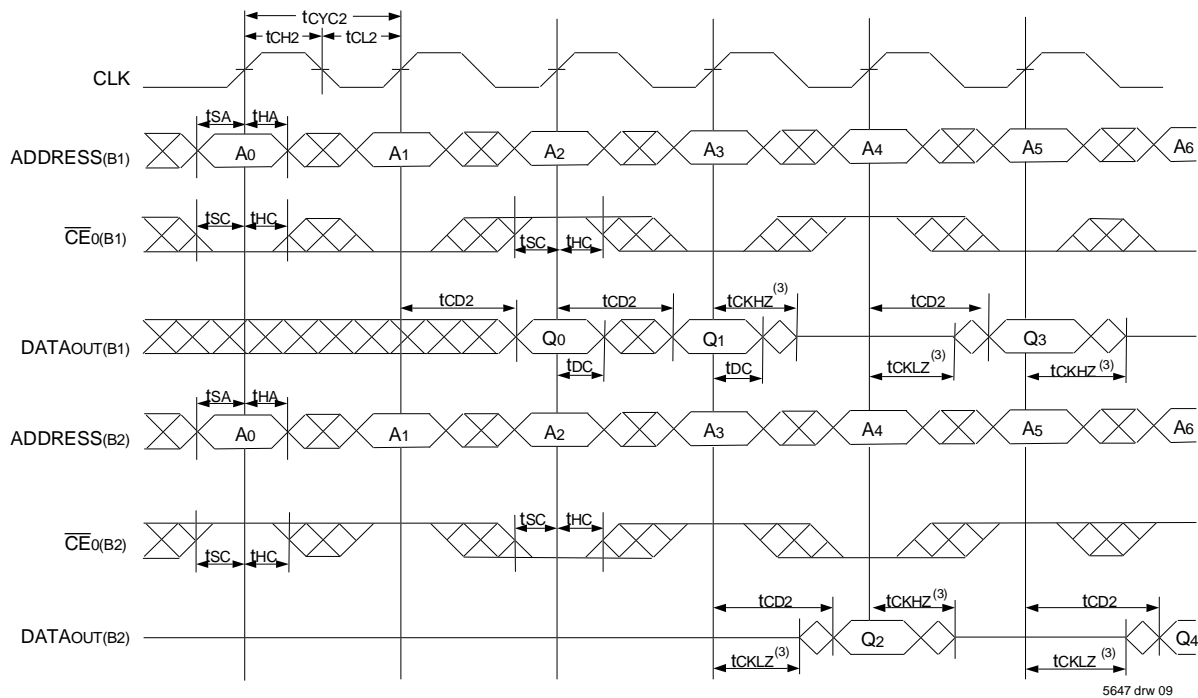 tCYC2
tCH2 tCL2
CLK
tSA tHA
ADDRESS(B1) A0 A1 A2 A3 A4 A5 A6
tSC tHC
CE0(B1)
tSC tHC
tCD2 tCD2 tCKHZ(3) tCD2
DATAOUT(B1) Q0 Q1 Q3
tDC tDC tCKLZ(3) tCKHZ(3)
tSA tHA
ADDRESS(B2) A0 A1 A2 A3 A4 A5 A6
tSC tHC
CE0(B2)
tSC tHC
tCD2 tCKHZ(3) tCD2
DATAOUT(B2) Q2 Q4
tCKLZ(3) tCKLZ(3)
5647 drw 09